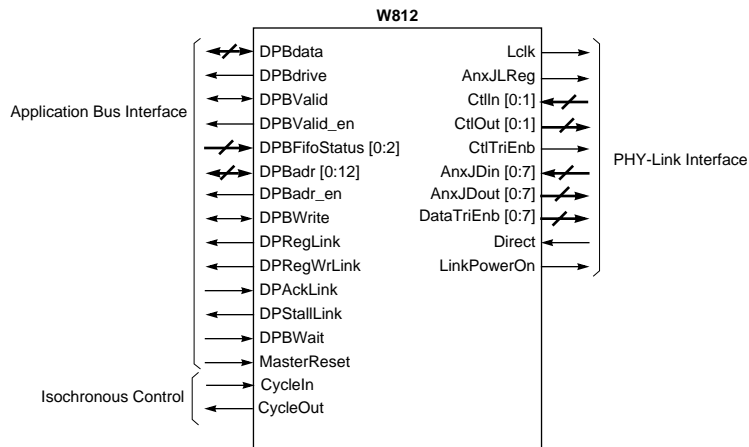 W812
Application Bus Interface
DPBdata
DPBdrive
DPBValid
DPBValid_en
DPBFifoStatus [0:2]
DPBadr [0:12]
DPBadr_en
DPBWrite
DPRegLink
DPRegWrLink
DPAckLink
DPStallLink
DPBWait
MasterReset
Isochronous Control
CycleIn
CycleOut
Lclk
AnxJLReg
CtlIn [0:1]
CtlOut [0:1]
CtlTriEnb
AnxJDin [0:7]
AnxJDout [0:7]
DataTriEnb [0:7]
Direct
LinkPowerOn
PHY-Link Interface